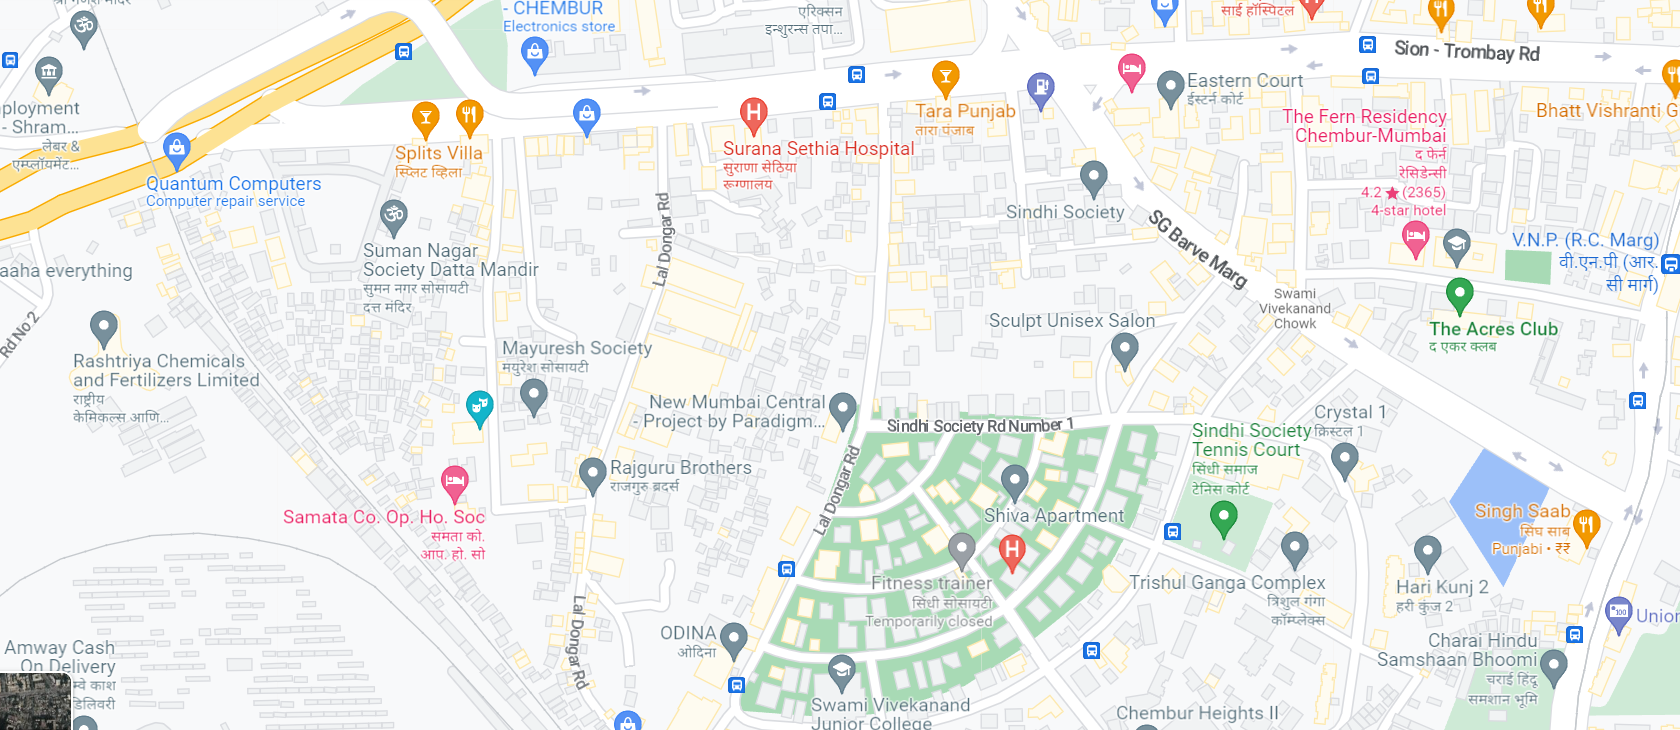 - CHEMBUR
Electronics store
एरिक्सन
इन्शुरन्स तपा...
साई हॉस्पिटल
Sion - Trombay Rd
Eastern Court
ईस्टर्न कोर्ट
Tara Punjab
तारा पंजाब
Bhatt Vishranti G
The Fern Residency
Chembur-Mumbai
द फेर्न
रेसिडेन्सी
4.2 ★ (2365)
4-star hotel
ployment
- Shram...
लेबर &
एम्प्लॉयमेंट...
Splits Villa
स्प्लिट व्हिला
Surana Sethia Hospital
सुराणा सेठिया
रूग्णालय
Quantum Computers
Computer repair service
Lal Dongar Rd
Sindhi Society
SG Barve Marg
V.N.P. (R.C. Marg)
वी.एन.पी (आर.
सी मार्ग)
Suman Nagar
Society Datta Mandir
सुमन नगर सोसायटी
दत्त मंदिर
aaha everything
Rd No 2
Swami
Vivekanand
Chowk
The Acres Club
द एकर क्लब
Sculpt Unisex Salon
Mayuresh Society
मयुरेश सोसायटी
Rashtriya Chemicals
and Fertilizers Limited
राष्ट्रीय
केमिकल्स आणि...
New Mumbai Central
- Project by Paradigm...
Sindhi Society Rd Number 1
Crystal 1
क्रिस्टल 1
Sindhi Society
Tennis Court
सिंधी समाज
टेनिस कोर्ट
Rajguru Brothers
राजगुरु ब्रदर्स
Lal Dongar Rd
Samata Co. Op. Ho. Soc
समता को.
आप. हो. सो
Shiva Apartment
Singh Saab
सिंघ साब
Punjabi • ₹₹
Fitness trainer
सिंधी सोसायटी
Temporarily closed
Trishul Ganga Complex
त्रिशुल गंगा
कॉम्प्लेक्स
Hari Kunj 2
हरी कुंज 2
Union
Lal Dongar Rd
ODINA
ओदिना
Charai Hindu
Samshaan Bhoomi
चराई हिंदू
समशान भूमि
Amway Cash
On Delivery
म्वे काश
डिलिवरी
Swami Vivekanand
Junior College
Chembur Heights II